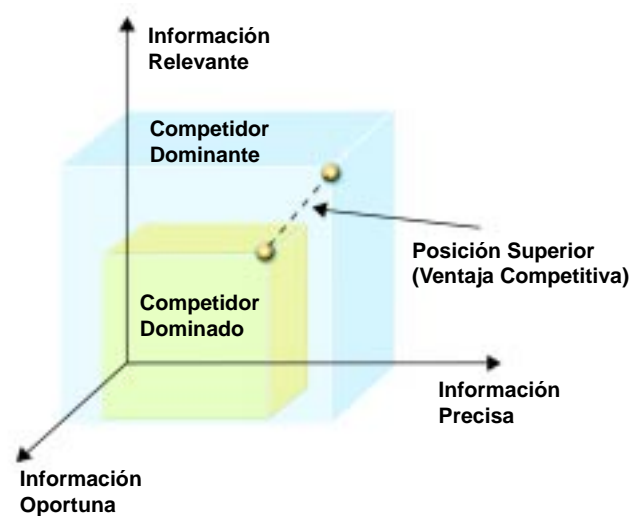 Información
Relevante
Competidor
Dominante
Posición Superior
(Ventaja Competitiva)
Competidor
Dominado
Información
Precisa
Información
Oportuna